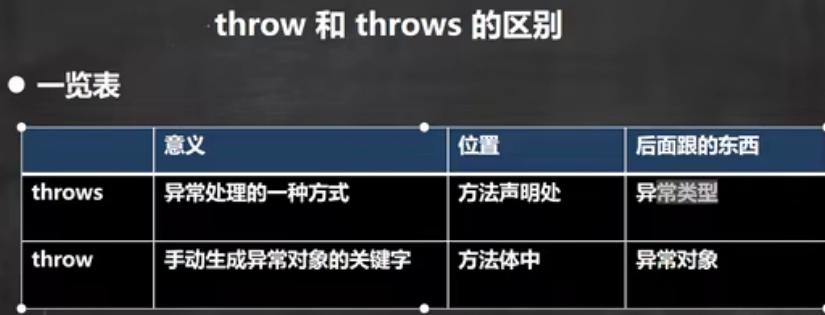 throw 和 throws 的区别
● 一览表
意义 位置 后面跟的东西
throws 异常处理的一种方式 方法声明处 异常类型
throw 手动生成异常对象的关键字 方法体中 异常对象